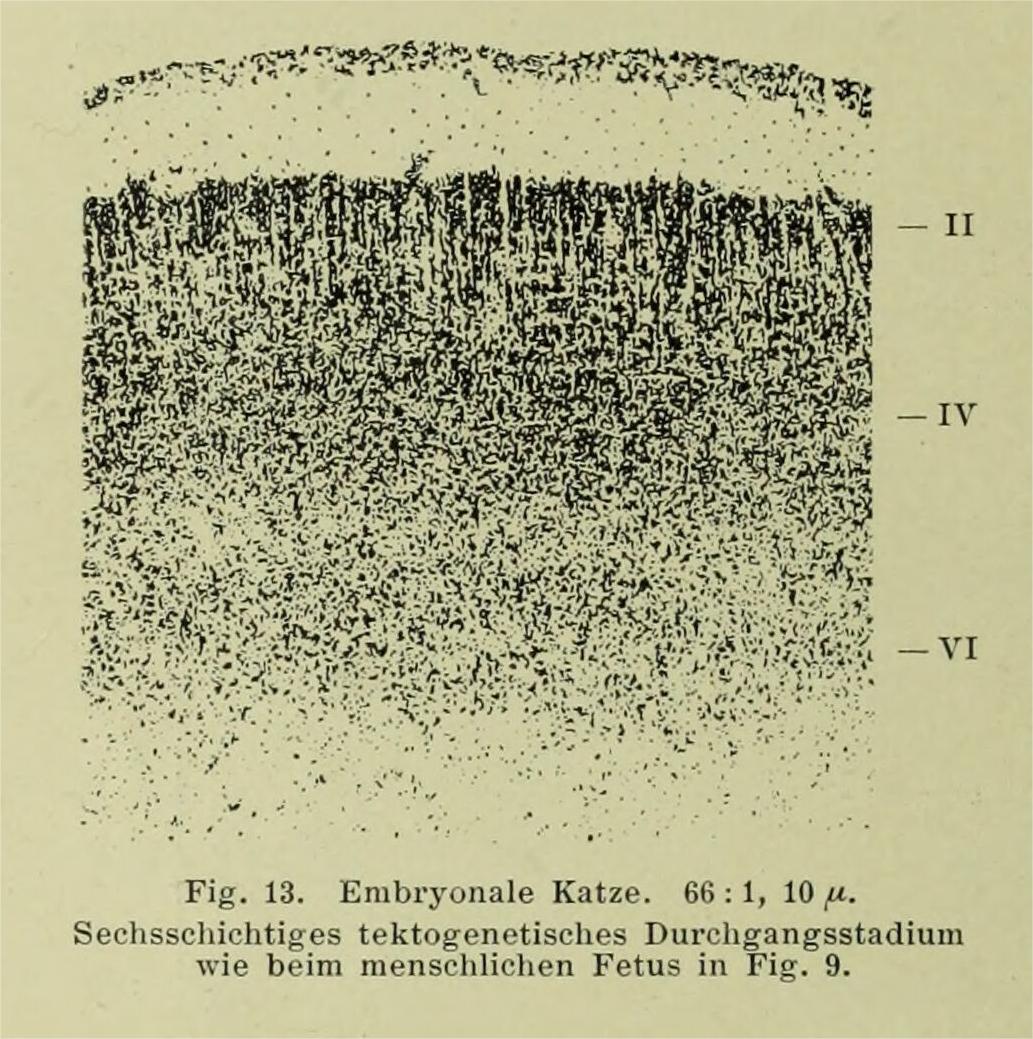 — II
— IV
— VI
Fig. 13. Embryonale Katze. 66 : 1, 10 μ.
Sechsschichtiges tektogenetisches Durchgangsstadium
wie beim menschlichen Fetus in Fig. 9.